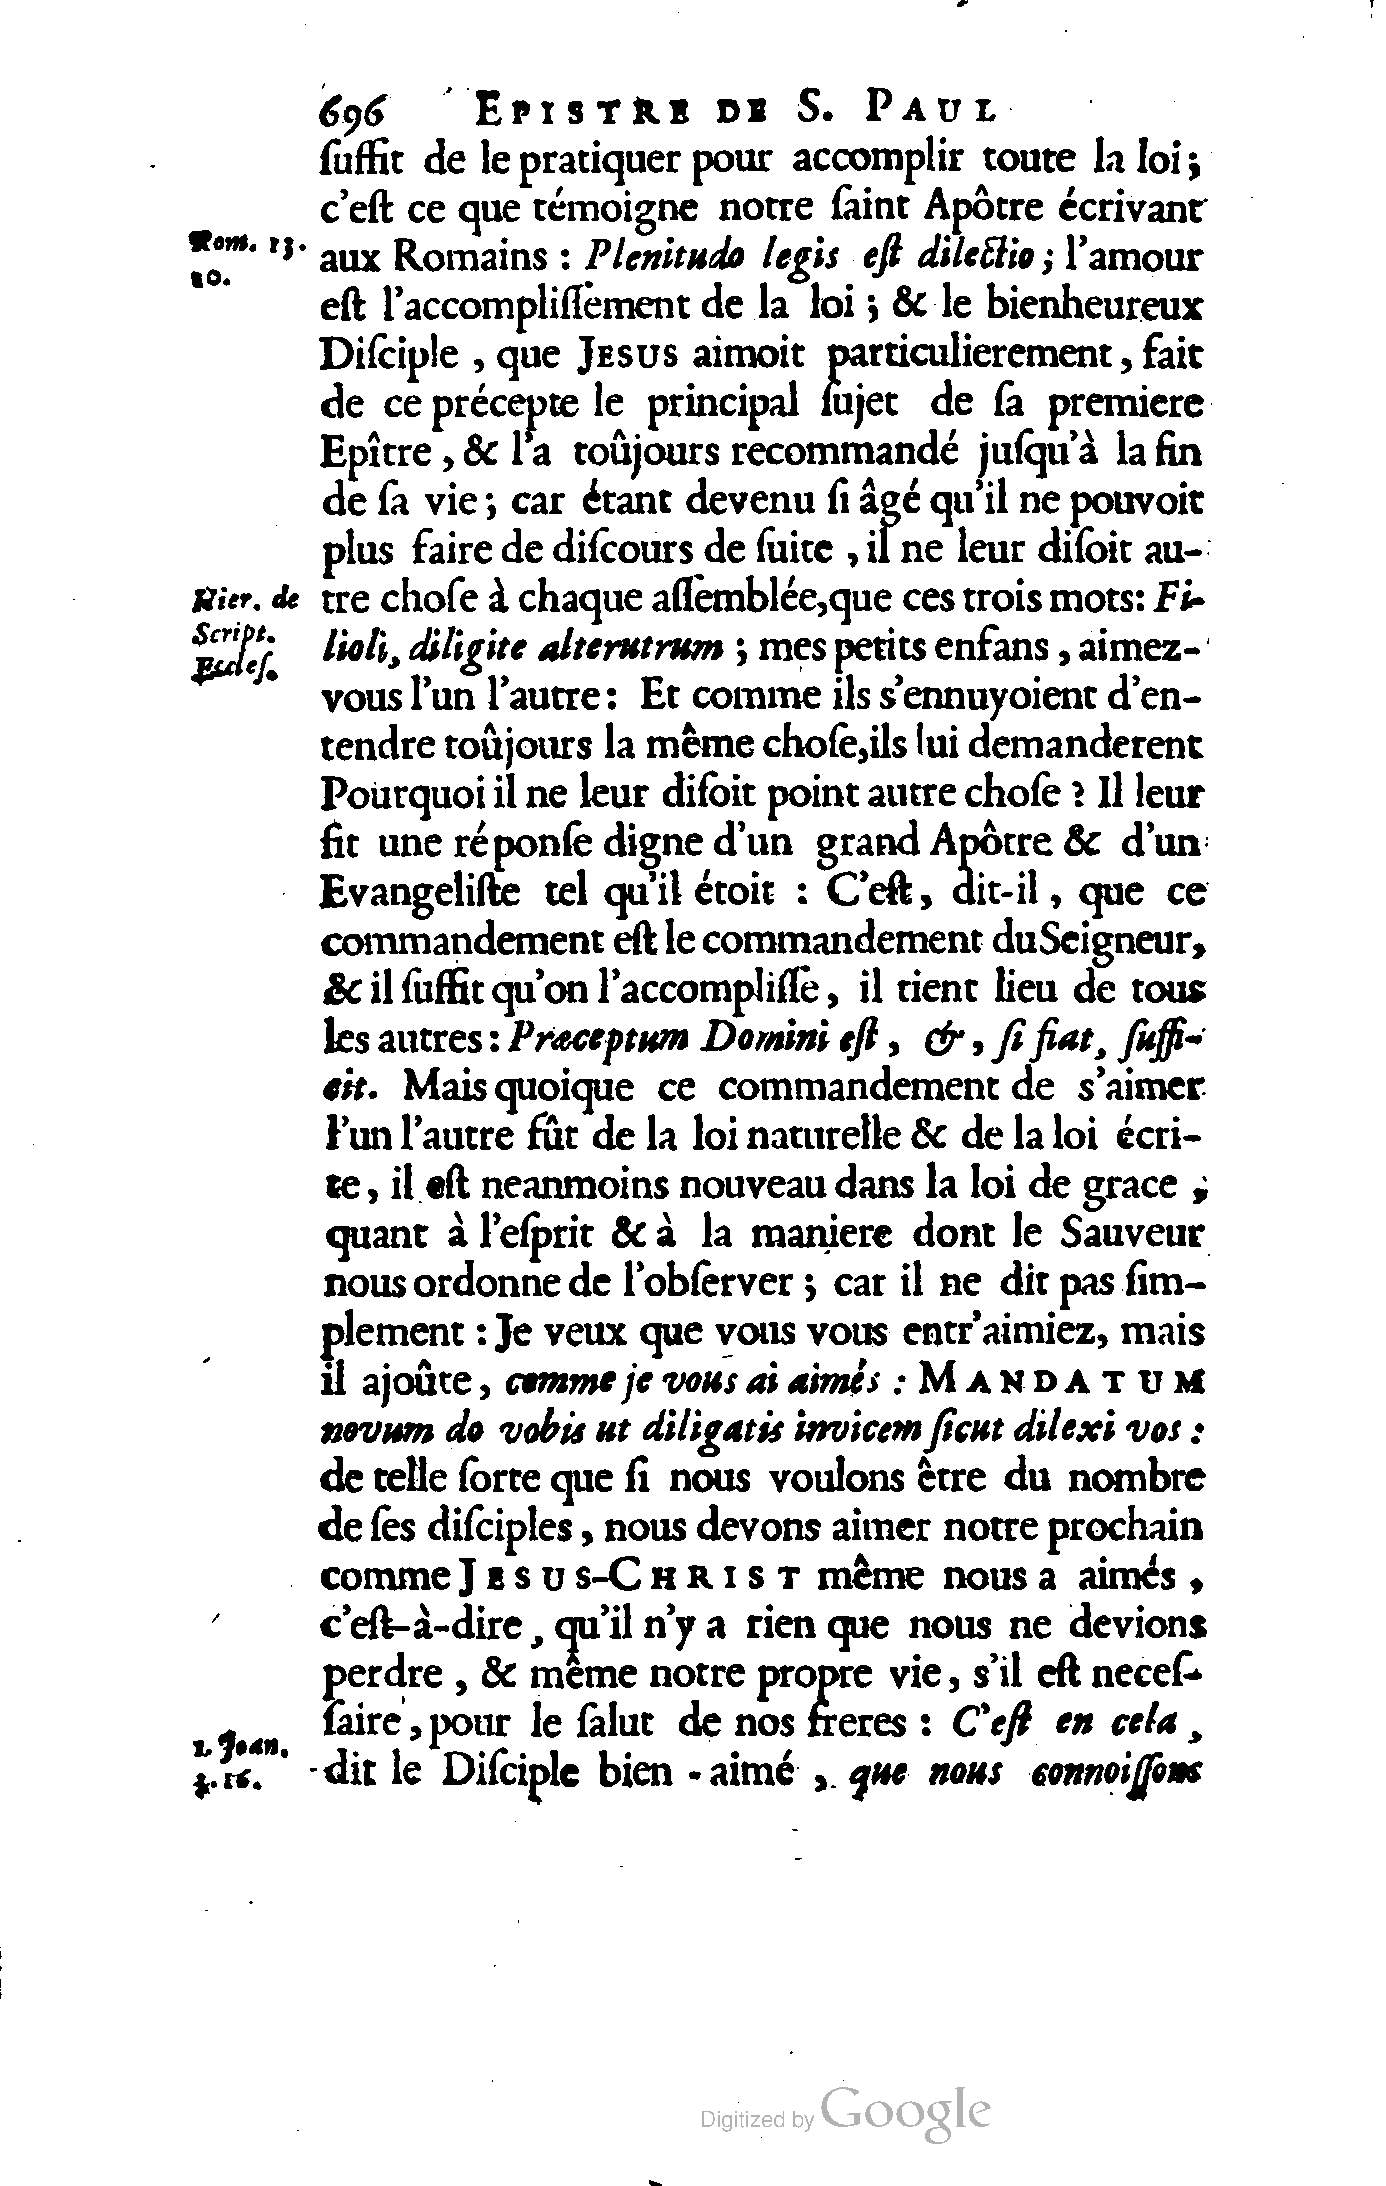 696 EPISTRE DE S. PAUL
ſuffit de le pratiquer pour accomplir toute la loi;
c'eſt ce que témoigne notre ſaint Apôtre écrivant
Rom. 13.
10.
aux Romains : Plenitudo legis eſt dilectio ; l'amour
eſt l'accompliſſement de la loi ; & le bienheureux
Diſciple , que JESUS aimoit particulierement , fait
de ce précepte le principal ſujet de ſa premiere
Epître , & l'a toûjours recommandé juſqu'à la fin
de ſa vie ; car étant devenu ſi âgé qu'il ne pouvoit
plus faire de diſcours de ſuite , il ne leur diſoit au-
Hier. de
Script.
Eccleſ.
tre choſe à chaque aſſemblée,que ces trois mots: Fi-
lioli, diligite alterutrum ; mes petits enfans , aimez-
vous l'un l'autre : Et comme ils s'ennuyoient d'en-
tendre toûjours la même choſe,ils lui demanderent
Pourquoi il ne leur diſoit point autre choſe ? Il leur
fit une réponſe digne d'un grand Apôtre & d'un
Evangeliſte tel qu'il étoit : C'eſt, dit-il , que ce
commandement eſt le commandement du Seigneur,
& il ſuffit qu'on l'accompliſſe, il tient lieu de tous
les autres : Præceptum Domini eſt , & , ſi fiat, ſuffi-
cit. Mais quoique ce commandement de s'aimer
l'un l'autre fût de la loi naturelle & de la loi écri-
te, il eſt neanmoins nouveau dans la loi de grace ;
quant à l'eſprit & à la maniere dont le Sauveur
nous ordonne de l'obſerver ; car il ne dit pas ſim-
plement : Je veux que vous vous entr'aimiez, mais
il ajoûte, comme je vous ai aimés : MANDATUM
novum do vobis ut diligatis invicem ſicut dilexi vos :
de telle ſorte que ſi nous voulons être du nombre
de ſes diſciples , nous devons aimer notre prochain
comme JESUS-CHRIST même nous a aimés ,
c'eſt-à-dire, qu'il n'y a rien que nous ne devions
perdre , & même notre propre vie, s'il eſt neceſ-
ſaire , pour le ſalut de nos freres : C'eſt en cela ,
1. Joan.
3. 16.
dit le Diſciple bien-aimé , que nous connoiſſons
Digitized by Google